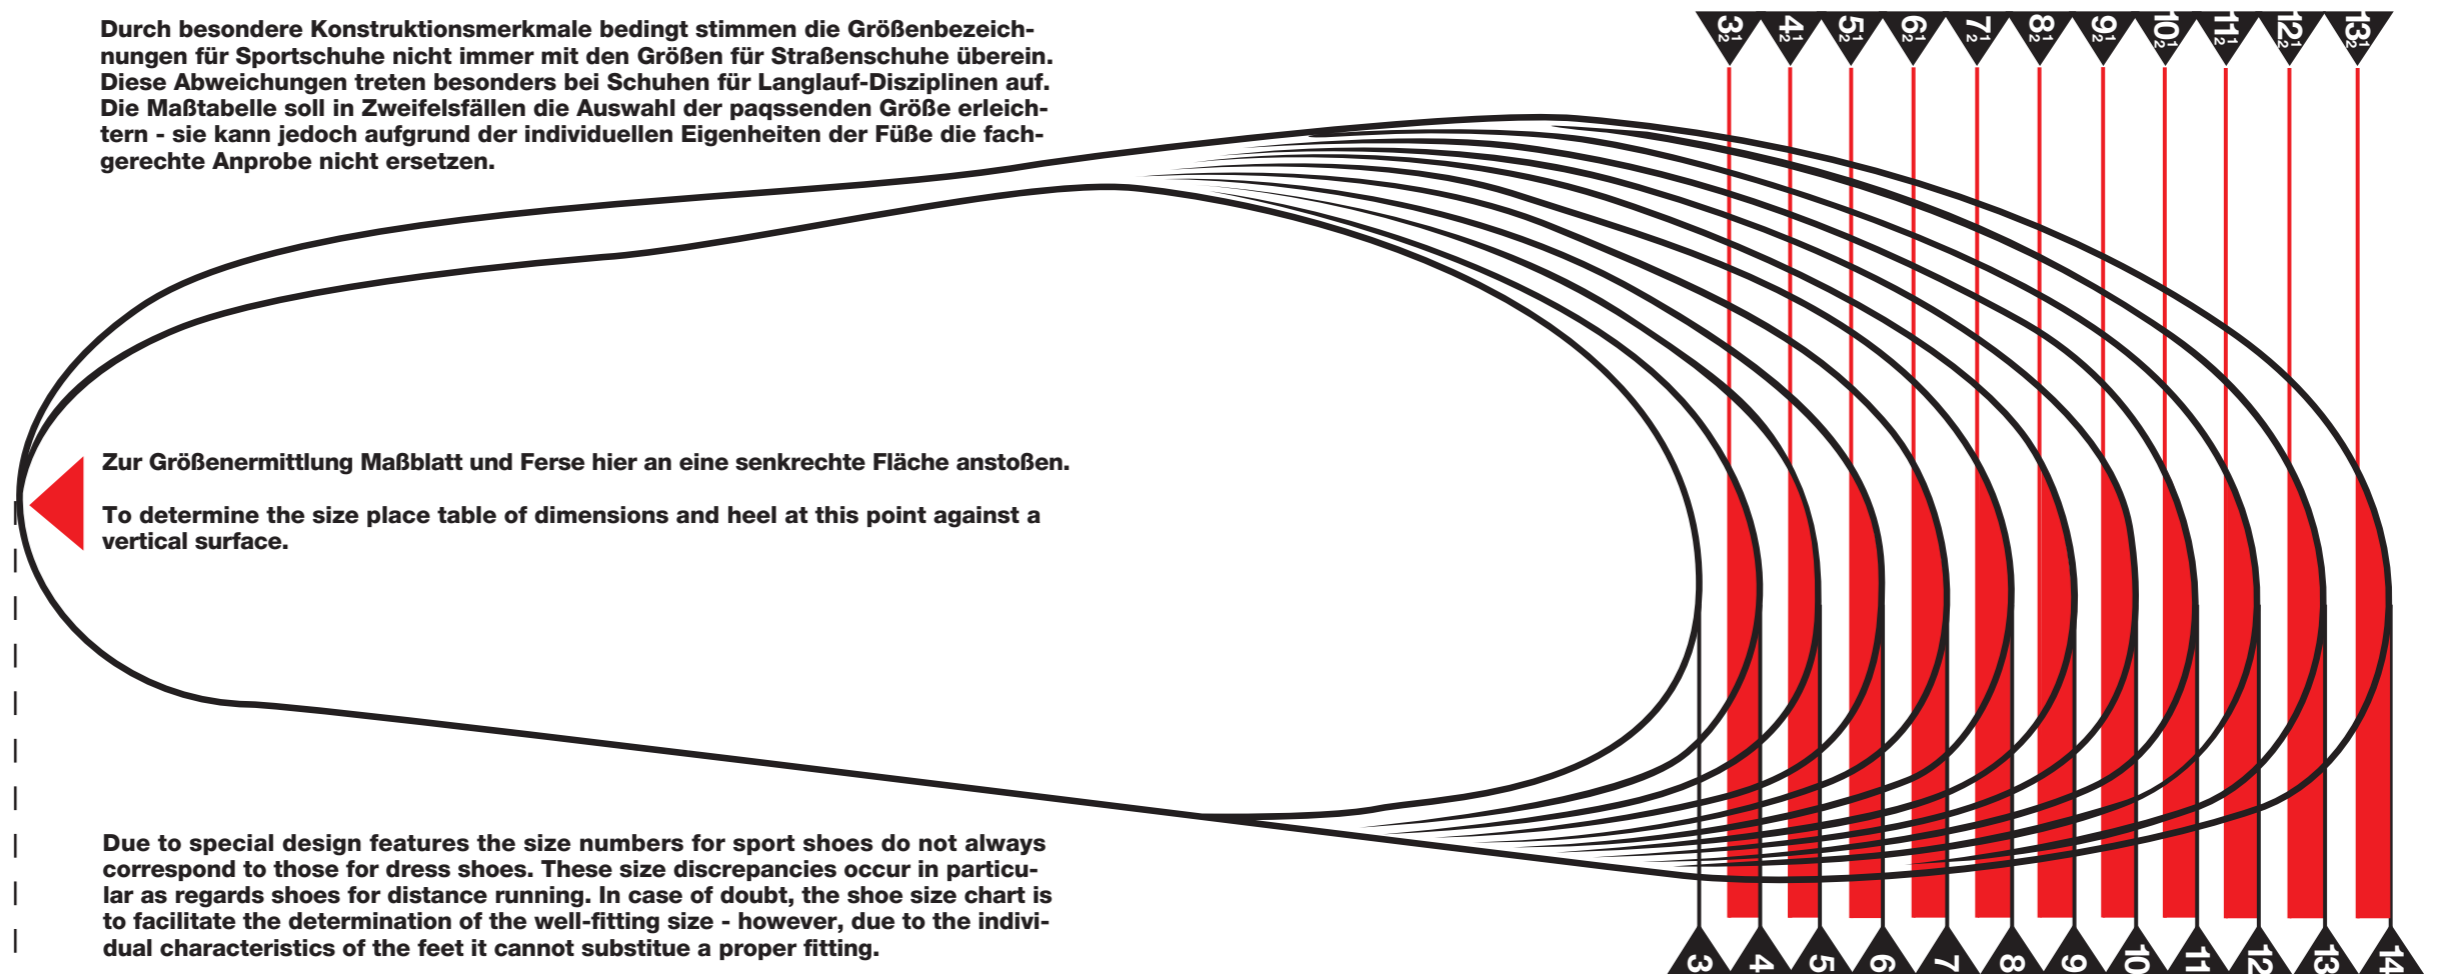 Durch besondere Konstruktionsmerkmale bedingt stimmen die Größenbezeich-
nungen für Sportschuhe nicht immer mit den Größen für Straßenschuhe überein.
Diese Abweichungen treten besonders bei Schuhen für Langlauf-Disziplinen auf.
Die Maßtabelle soll in Zweifelsfällen die Auswahl der paqssenden Größe erleich-
tern - sie kann jedoch aufgrund der individuellen Eigenheiten der Füße die fach-
gerechte Anprobe nicht ersetzen.
3½ 4½ 5½ 6½ 7½ 8½ 9½ 10½ 11½ 12½ 13½
Zur Größenermittlung Maßblatt und Ferse hier an eine senkrechte Fläche anstoßen.
To determine the size place table of dimensions and heel at this point against a
vertical surface.
Due to special design features the size numbers for sport shoes do not always
correspond to those for dress shoes. These size discrepancies occur in particu-
lar as regards shoes for distance running. In case of doubt, the shoe size chart is
to facilitate the determination of the well-fitting size - however, due to the indivi-
dual characteristics of the feet it cannot substitue a proper fitting.
3 4 5 6 7 8 9 10 11 12 13 14